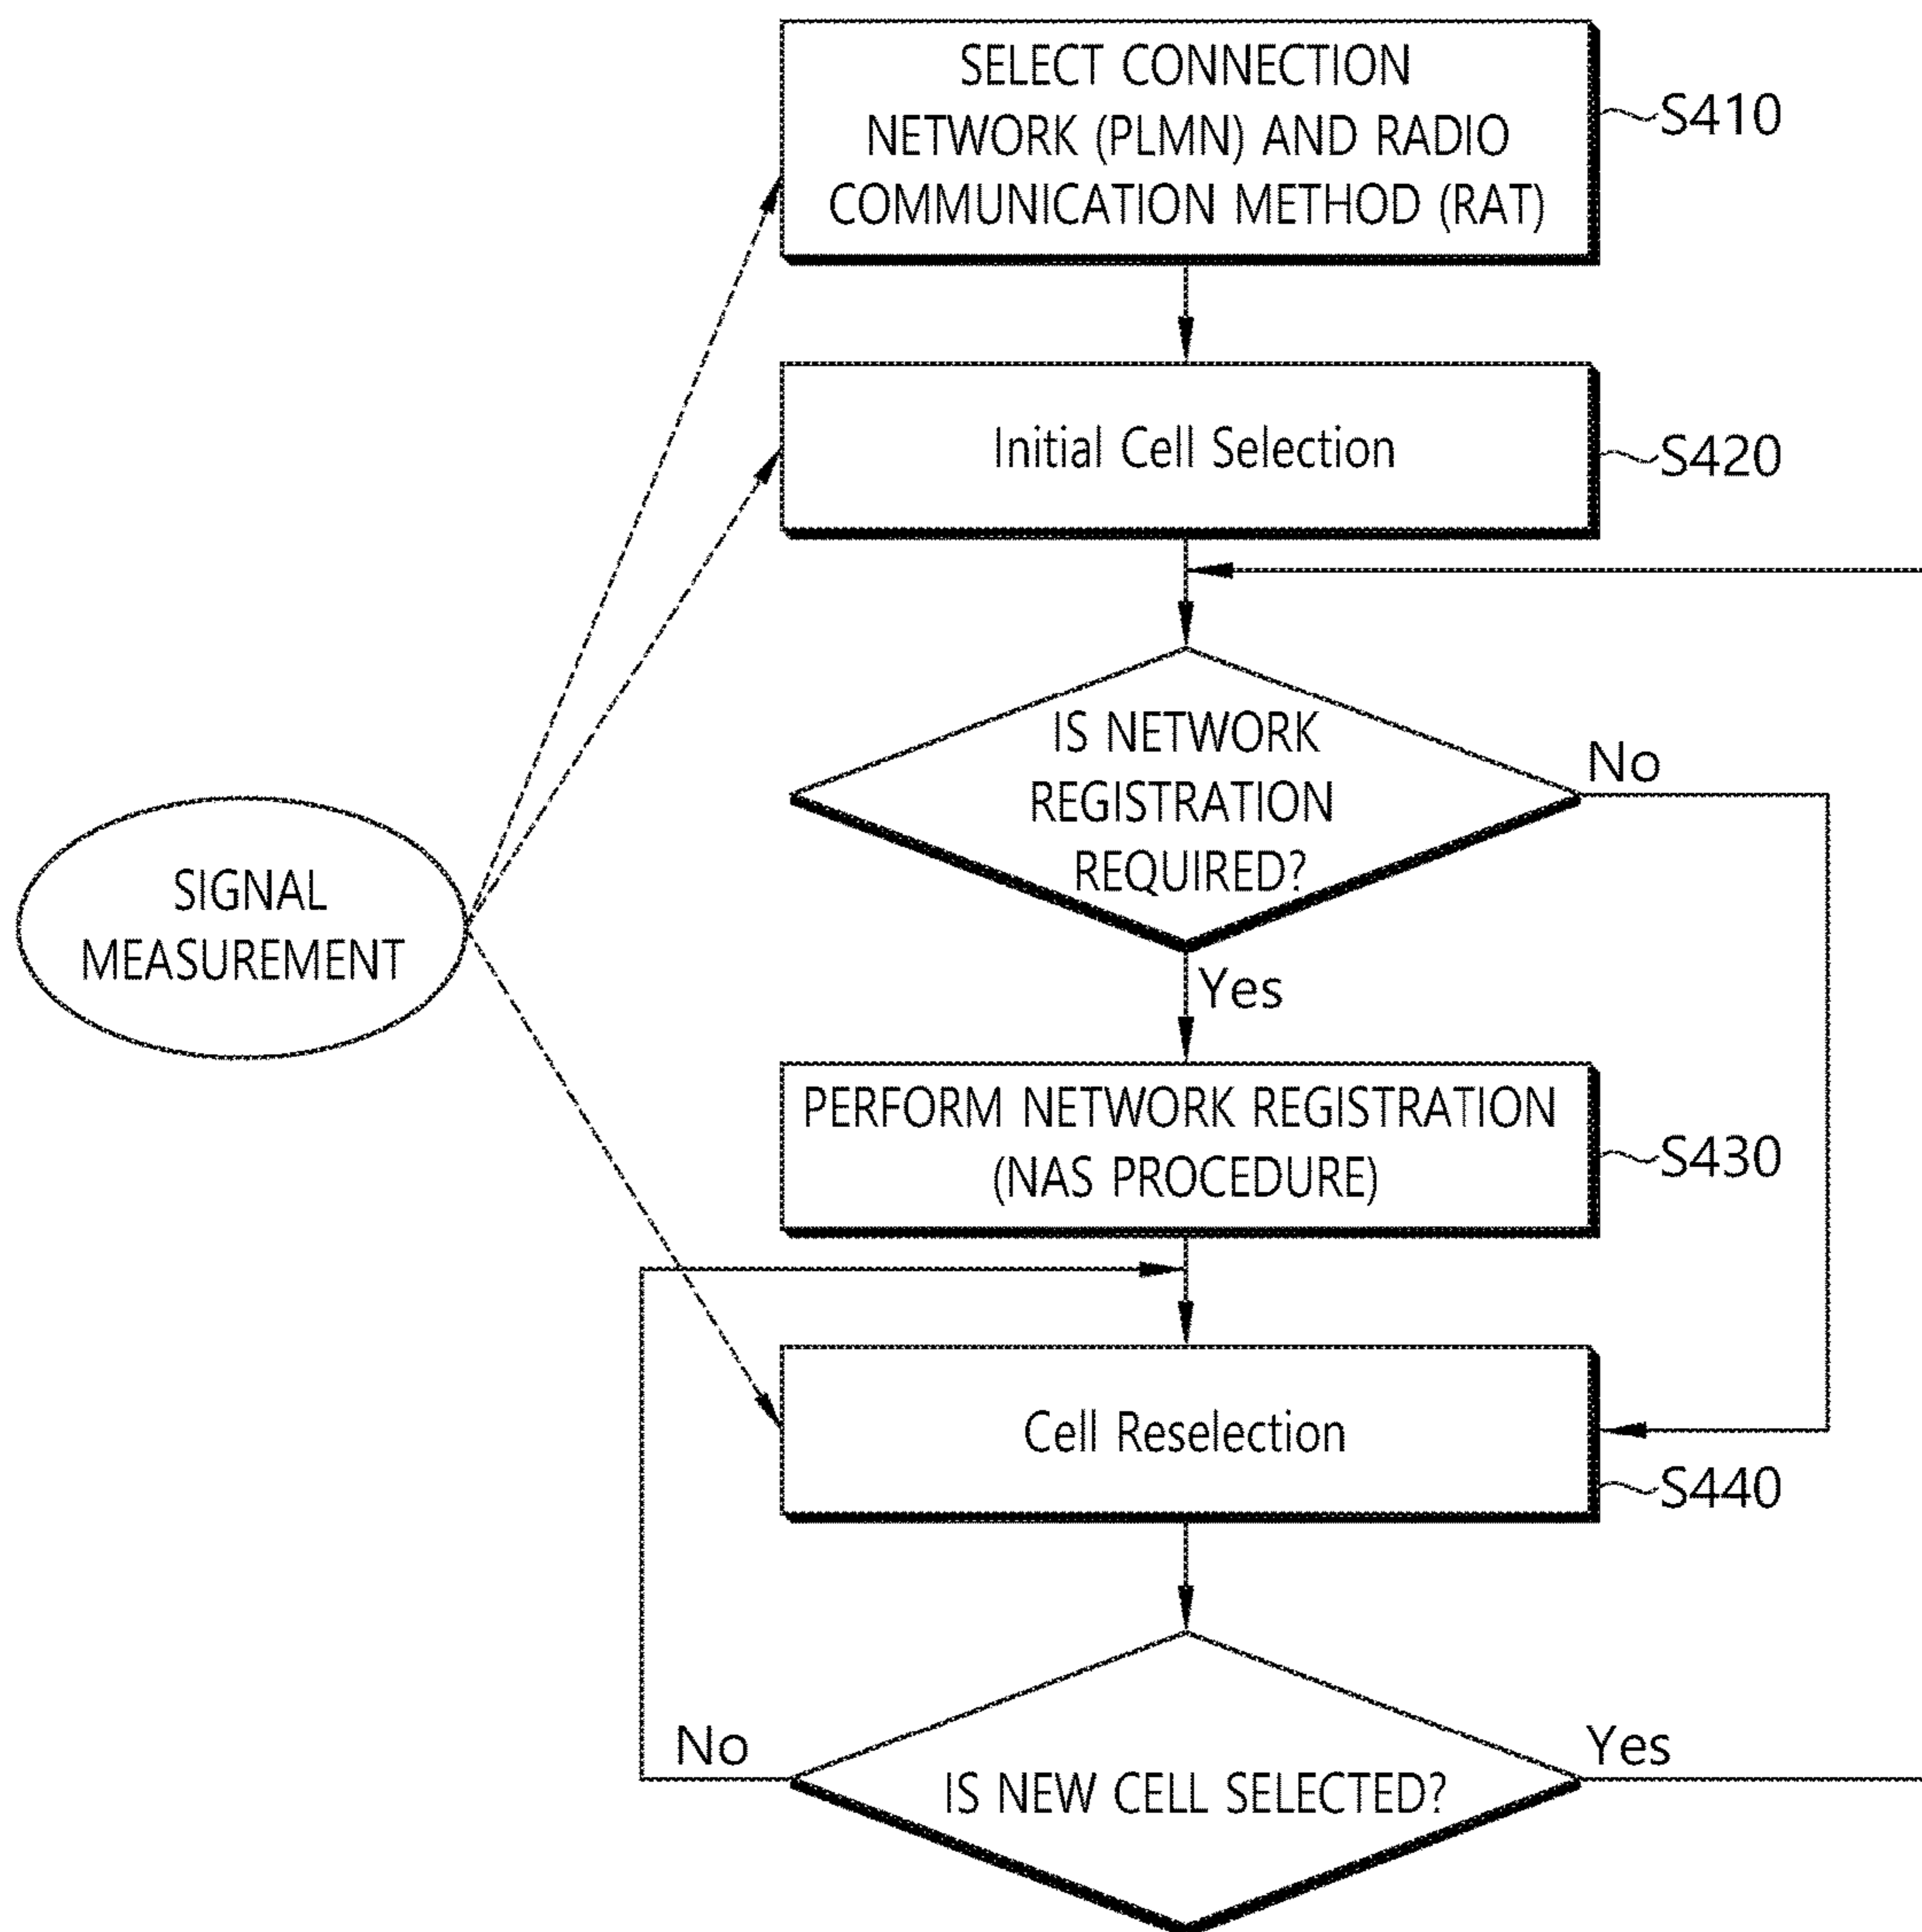 SELECT CONNECTION
NETWORK (PLMN) AND RADIO
COMMUNICATION METHOD (RAT)
S410
Initial Cell Selection
S420
IS NETWORK
REGISTRATION
REQUIRED?
No
Yes
SIGNAL
MEASUREMENT
PERFORM NETWORK REGISTRATION
(NAS PROCEDURE)
S430
Cell Reselection
S440
No
IS NEW CELL SELECTED?
Yes